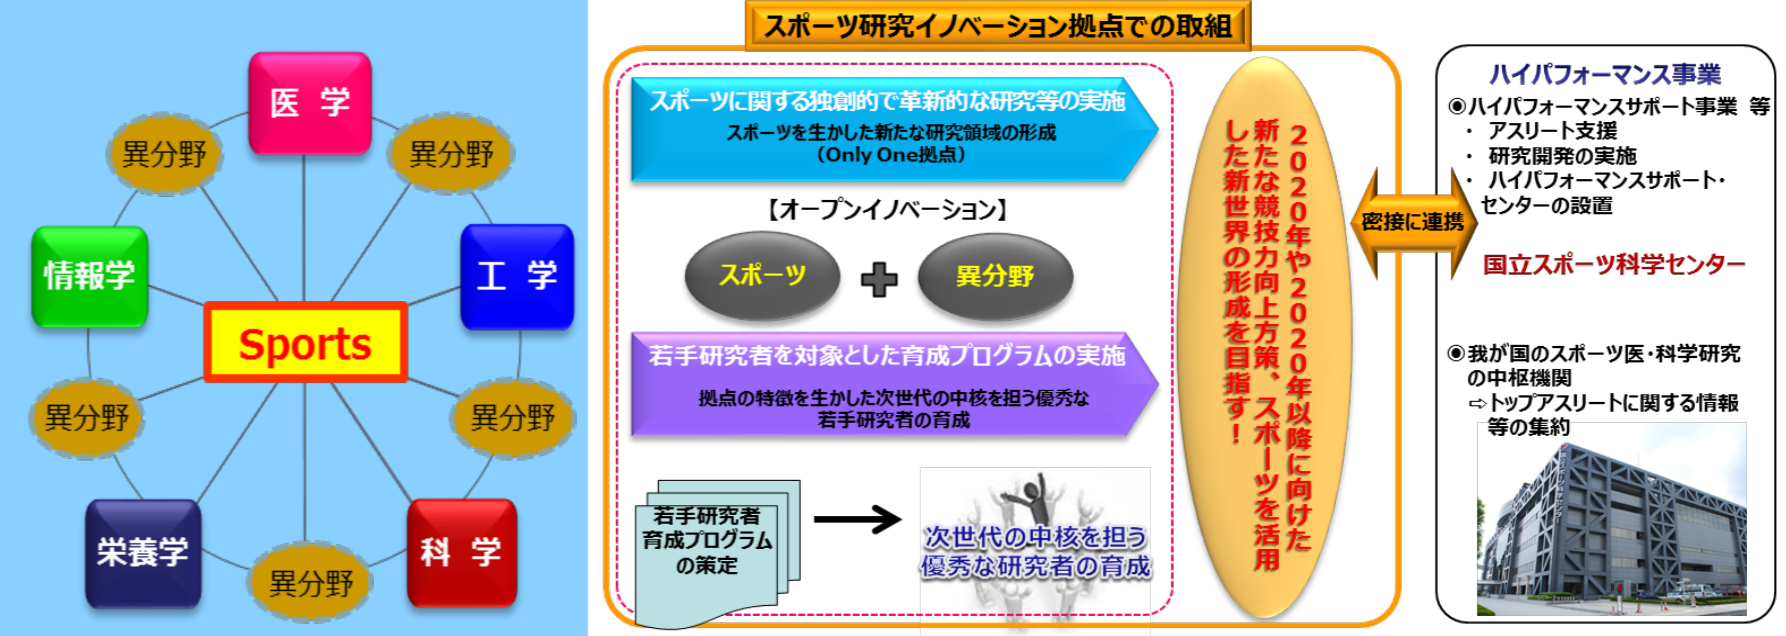 医 学
異分野
異分野
情報学
工 学
Sports
異分野
異分野
栄養学
科 学
異分野
スポーツ研究イノベーション拠点での取組
スポーツに関する独創的で革新的な研究等の実施
スポーツを生かした新たな研究領域の形成
（Only One拠点）
【オープンイノベーション】
スポーツ
異分野
若手研究者を対象とした育成プログラムの実施
拠点の特徴を生かした次世代の中核を担う優秀な
若手研究者の育成
若手研究者
育成プログラム
の策定
次世代の中核を担う
優秀な研究者の育成
2020年や2020年以降に向けた
新たな競技力向上方策、スポーツを活用
した新世界の形成を目指す！
密接に連携
ハイパフォーマンス事業
◉ハイパフォーマンスサポート事業 等
・ アスリート支援
・ 研究開発の実施
・ ハイパフォーマンスサポート・
センターの設置
国立スポーツ科学センター
◉我が国のスポーツ医・科学研究
の中枢機関
⇨トップアスリートに関する情報
等の集約